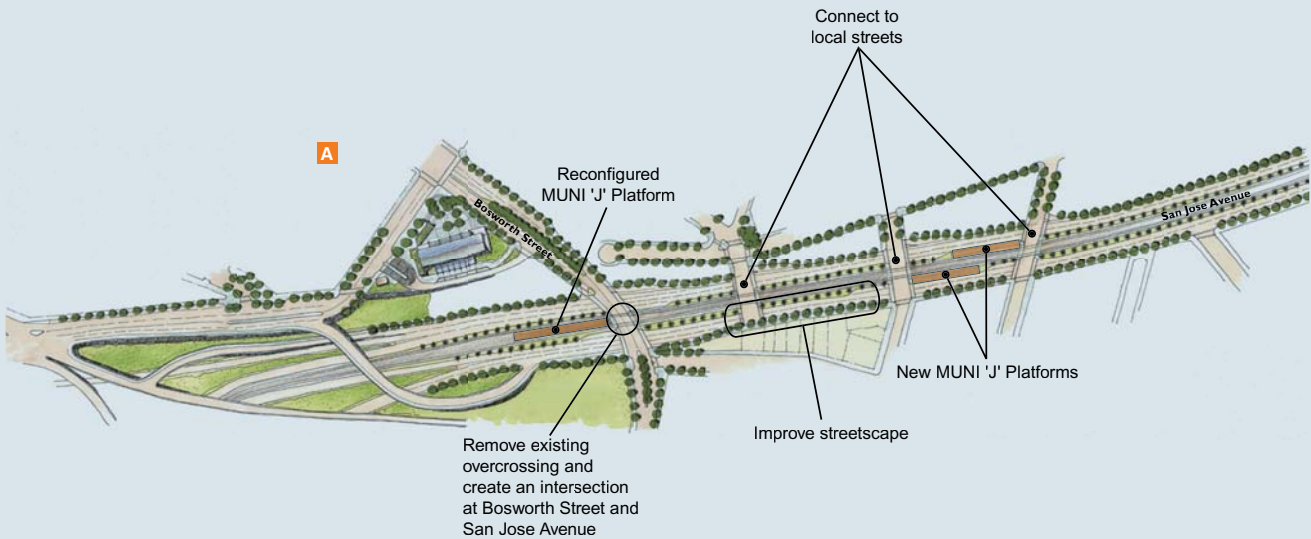 Connect to
local streets
A
Reconfigured
MUNI 'J' Platform
Bosworth Street
San Jose Avenue
New MUNI 'J' Platforms
Improve streetscape
Remove existing
overcrossing and
create an intersection
at Bosworth Street and
San Jose Avenue